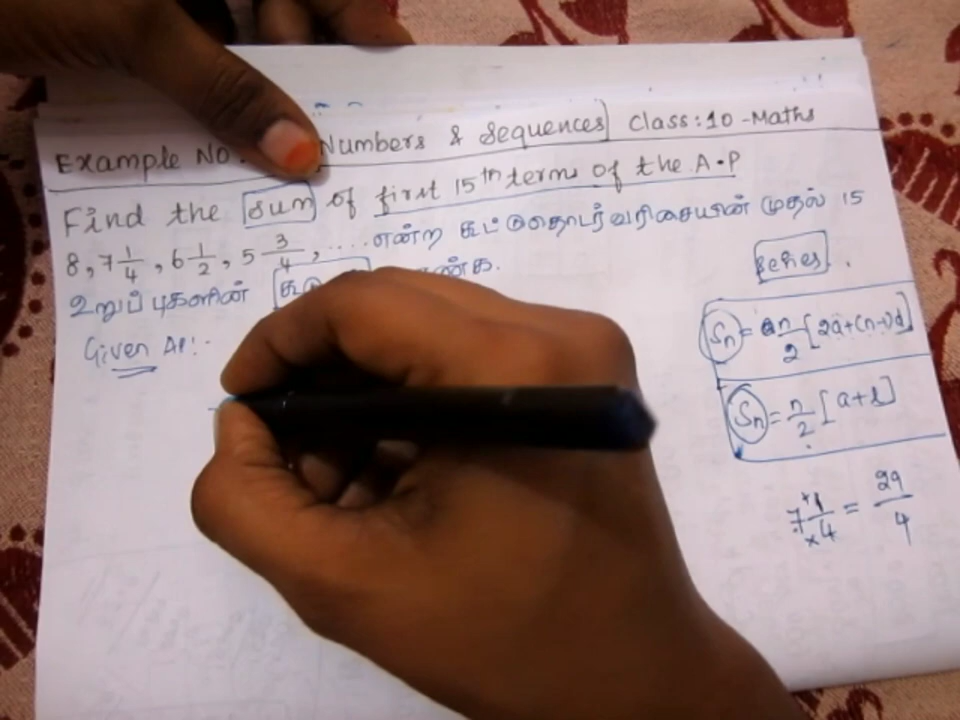 Example No: Numbers & Sequences] Class:10 -Maths
Find the sum of first 15th terms of the A.P
8, 7 1/4, 6 1/2, 5 3/4, .... என்ற கூட்டுதொடர்வரிசையின் முதல் 15
உறுப்புகளின்
Given AP:-
series.
Sn = n/2 [2a+(n-1)d]
Sn = n/2 [a+l]
7 + 1/4 × = 29/4